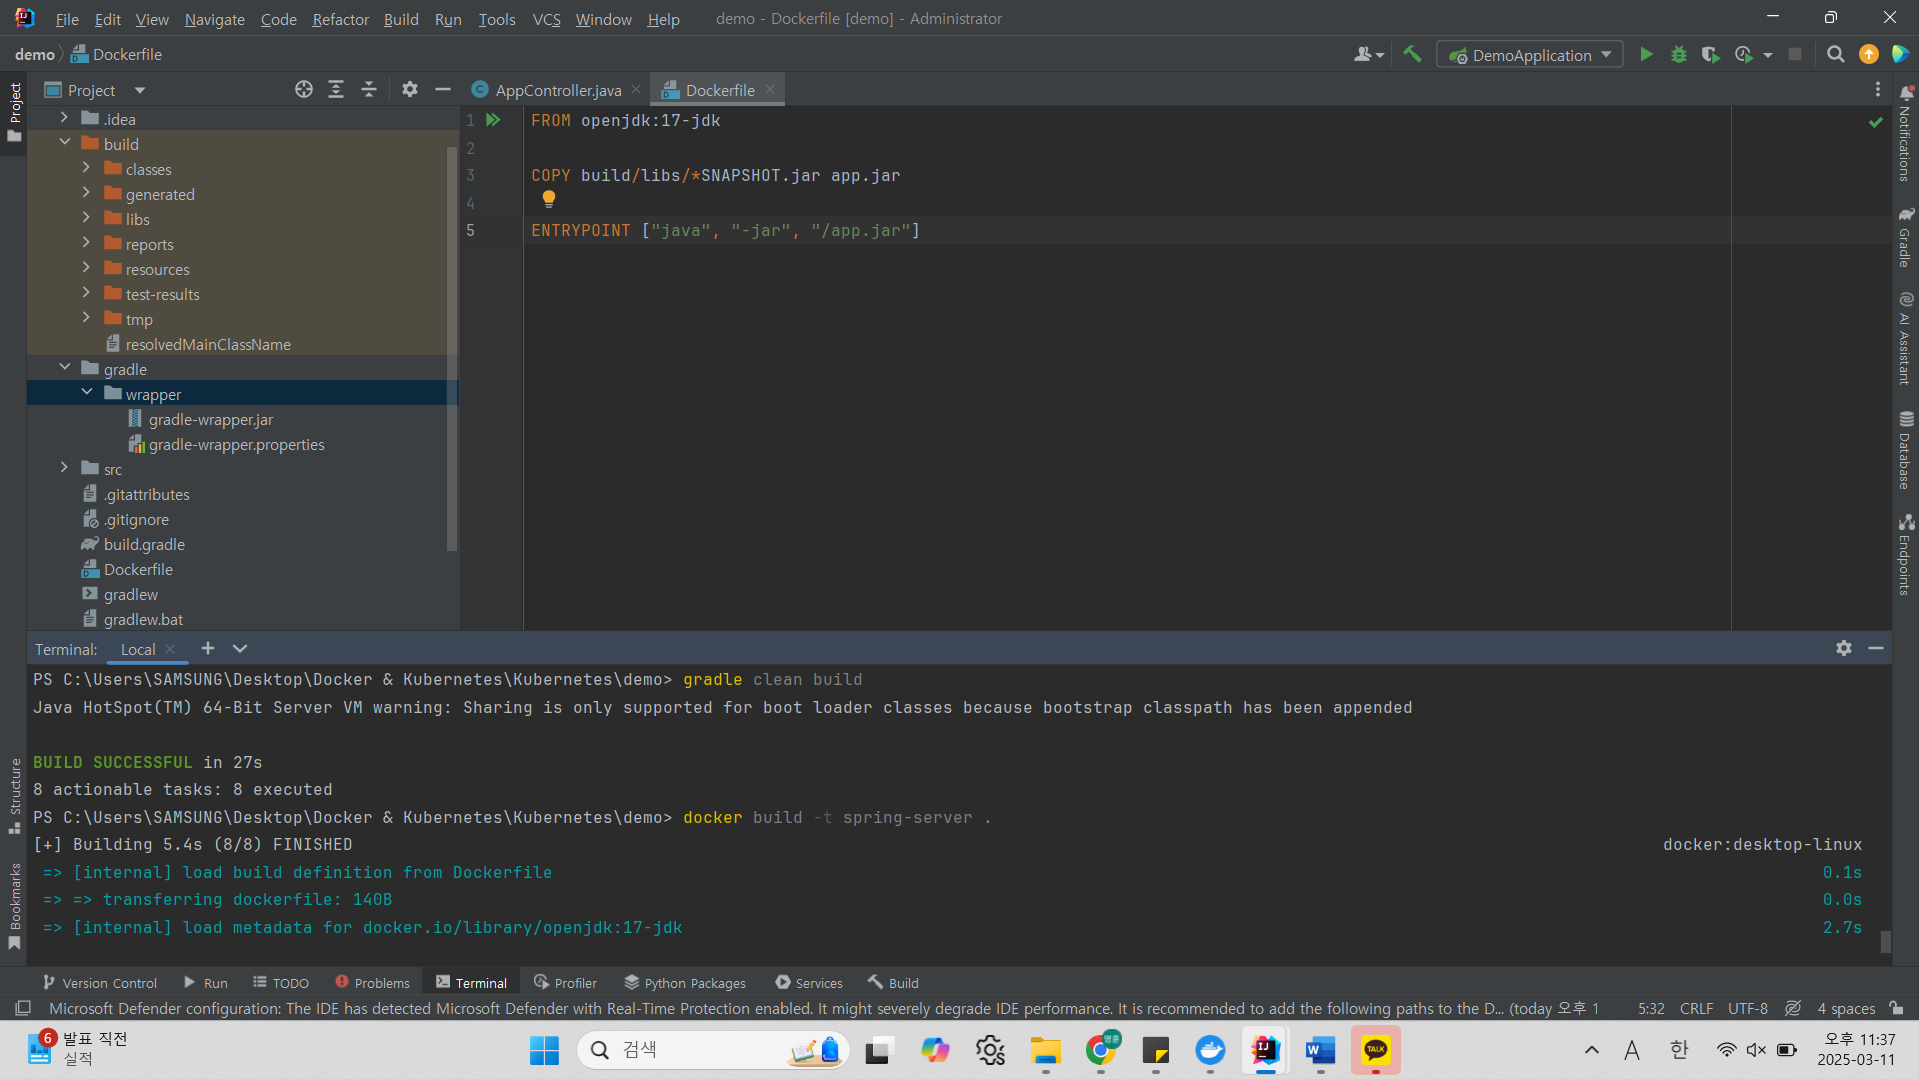 File Edit View Navigate Code Refactor Build Run Tools VCS Window Help demo - Dockerfile [demo] - Administrator
demo Dockerfile DemoApplication
Project AppController.java Dockerfile
Project
.idea
build
classes
generated
libs
reports
resources
test-results
tmp
resolvedMainClassName
gradle
wrapper
gradle-wrapper.jar
gradle-wrapper.properties
src
.gitattributes
.gitignore
build.gradle
Dockerfile
gradlew
gradlew.bat
1 FROM openjdk:17-jdk
2
3 COPY build/libs/*SNAPSHOT.jar app.jar
4
5 ENTRYPOINT ["java", "-jar", "/app.jar"]
Notifications
Gradle
AI Assistant
Database
Endpoints
Structure
Bookmarks
Terminal: Local
PS C:\Users\SAMSUNG\Desktop\Docker & Kubernetes\Kubernetes\demo> gradle clean build
Java HotSpot(TM) 64-Bit Server VM warning: Sharing is only supported for boot loader classes because bootstrap classpath has been appended
BUILD SUCCESSFUL in 27s
8 actionable tasks: 8 executed
PS C:\Users\SAMSUNG\Desktop\Docker & Kubernetes\Kubernetes\demo> docker build -t spring-server .
[+] Building 5.4s (8/8) FINISHED docker:desktop-linux
=> [internal] load build definition from Dockerfile 0.1s
=> => transferring dockerfile: 140B 0.0s
=> [internal] load metadata for docker.io/library/openjdk:17-jdk 2.7s
Version Control Run TODO Problems Terminal Profiler Python Packages Services Build
Microsoft Defender configuration: The IDE has detected Microsoft Defender with Real-Time Protection enabled. It might severely degrade IDE performance. It is recommended to add the following paths to the D... (today 오후 1 5:32 CRLF UTF-8 4 spaces
6 발표 직전
실적
검색
TALK
A 한
오후 11:37
2025-03-11